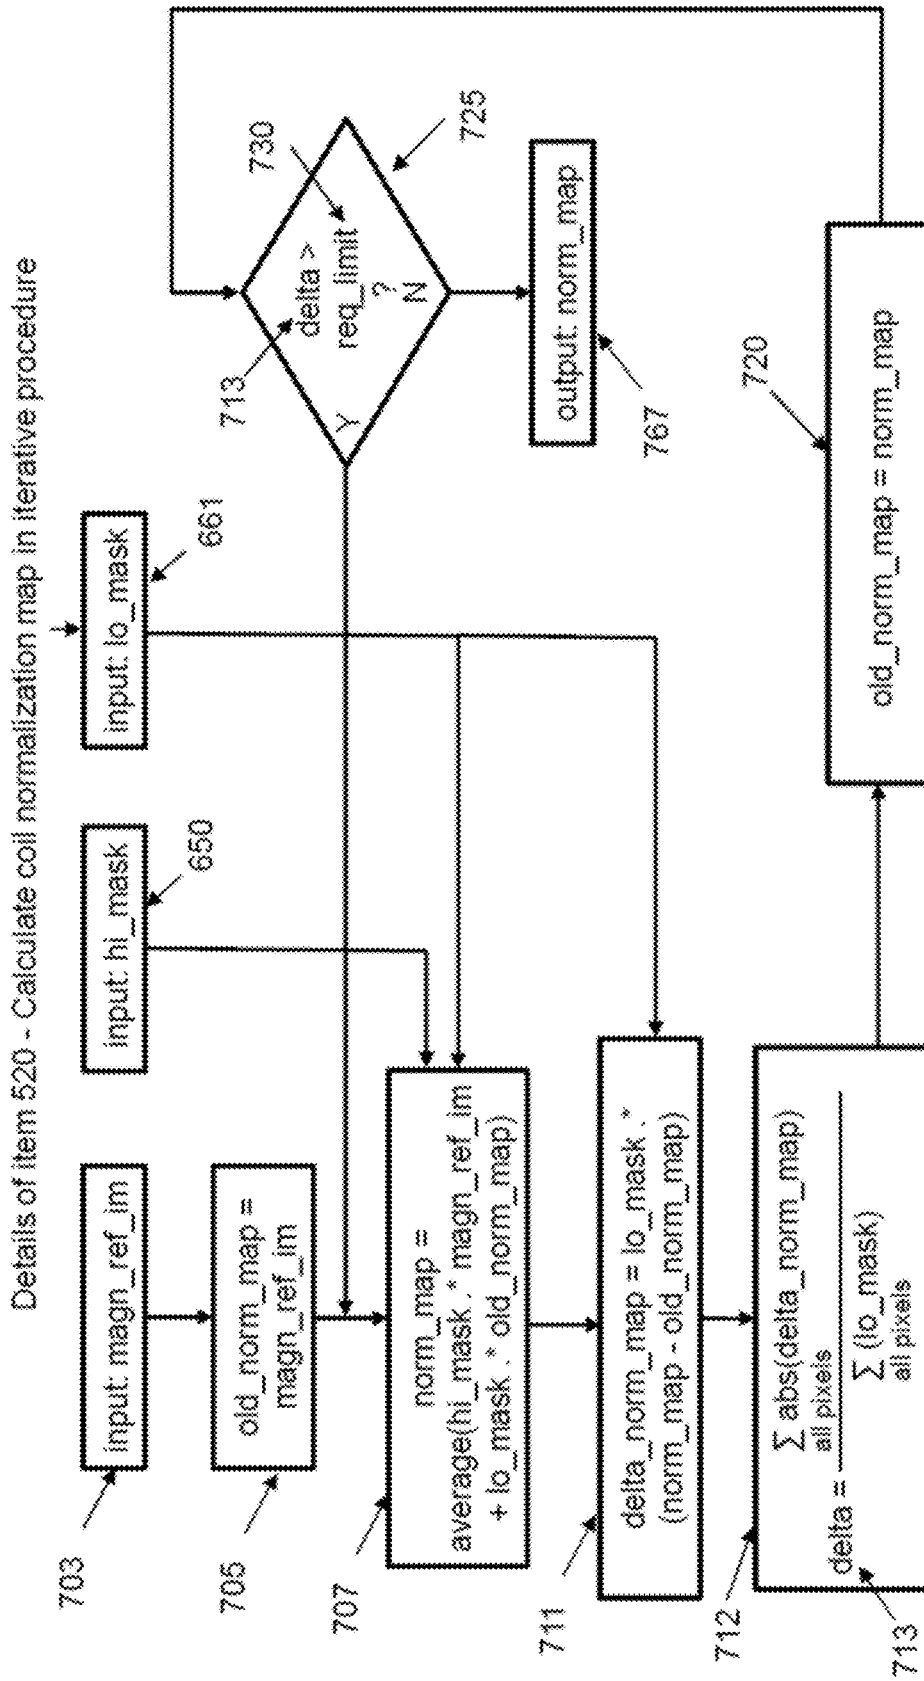 Details of item 520 - Calculate coil normalization map in iterative procedure
input: magn_ref_im
703
input: hi_mask
650
input: lo_mask
661
old_norm_map =
magn_ref_im
705
norm_map =
average(hi_mask .* magn_ref_im
+ lo_mask .* old_norm_map)
707
delta_norm_map = lo_mask .*
(norm_map - old_norm_map)
711
delta =
∑ abs(delta_norm_map)
all pixels
∑ (lo_mask)
all pixels
712
713
old_norm_map = norm_map
720
713
730
delta >
req_limit
?
Y
N
725
output: norm_map
767